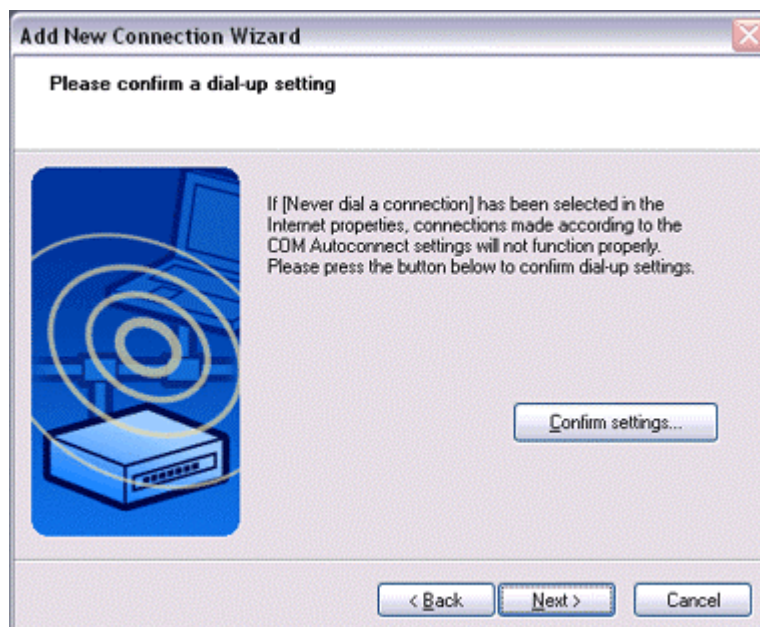 Add New Connection Wizard
Please confirm a dial-up setting
If [Never dial a connection] has been selected in the
Internet properties, connections made according to the
COM Autoconnect settings will not function properly.
Please press the button below to confirm dial-up settings.
Confirm settings...
< Back
Next >
Cancel